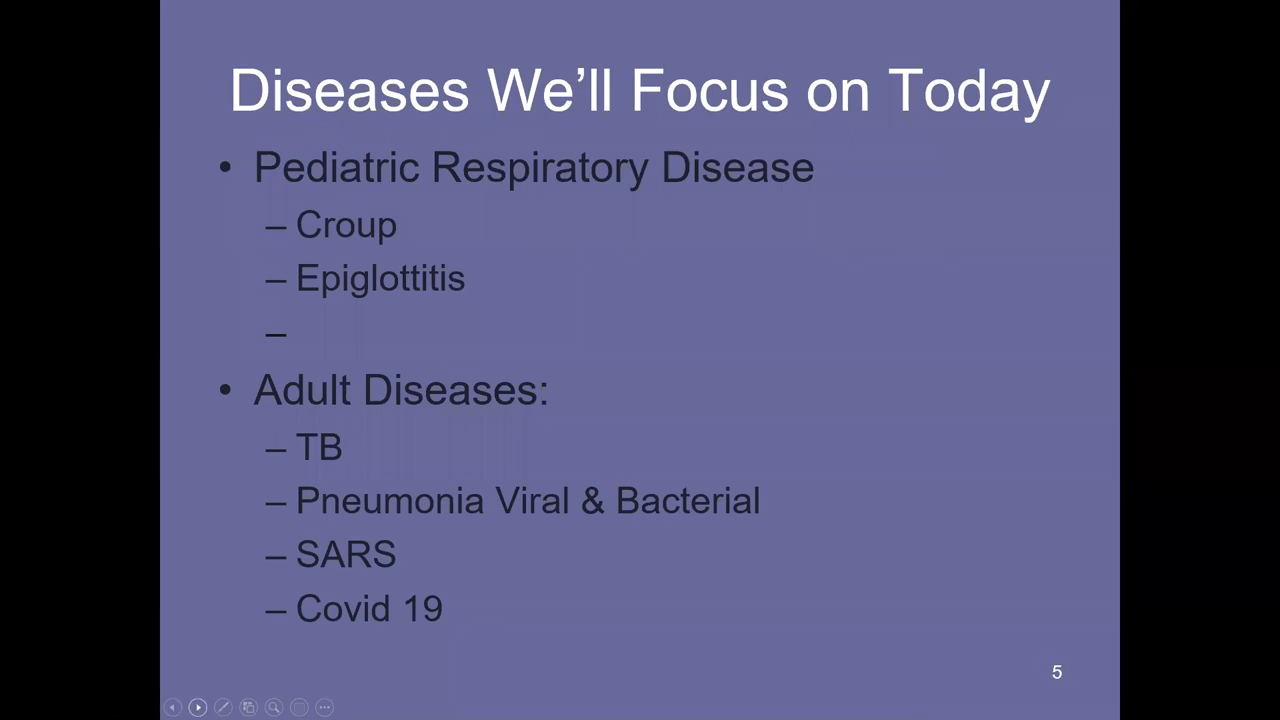 Diseases We’ll Focus on Today
• Pediatric Respiratory Disease
– Croup
– Epiglottitis
–
• Adult Diseases:
– TB
– Pneumonia Viral & Bacterial
– SARS
– Covid 19
5